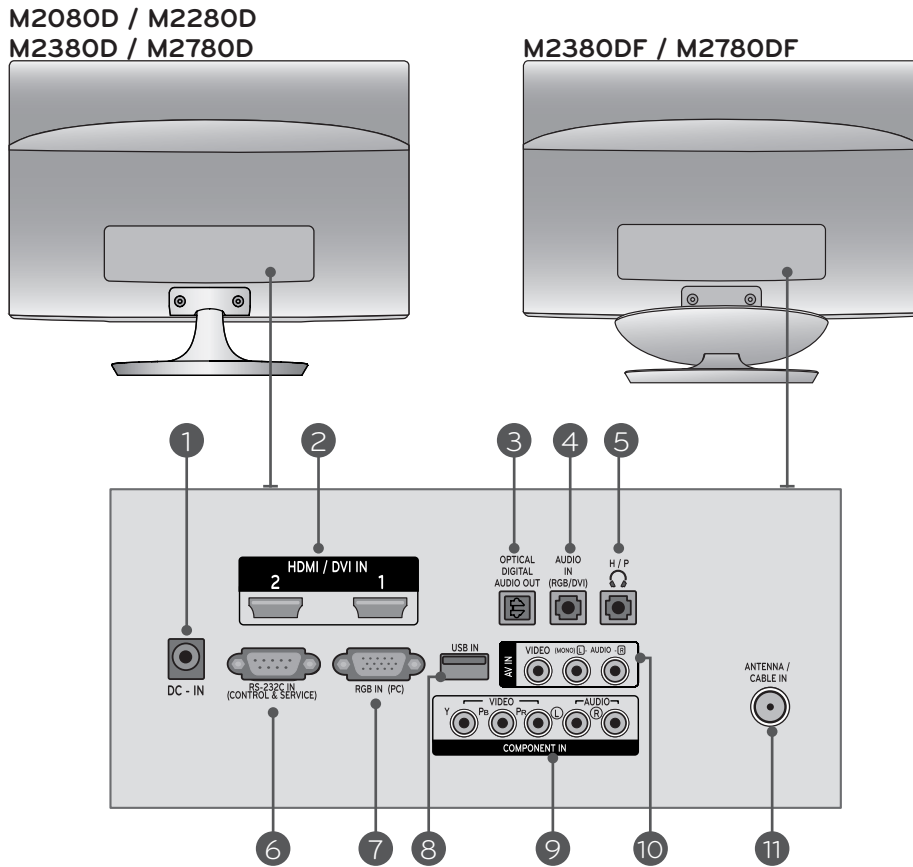 M2080D / M2280D
M2380D / M2780D
M2380DF / M2780DF
1
2
3
4
5
HDMI / DVI IN
2
1
OPTICAL
DIGITAL
AUDIO OUT
AUDIO
IN
(RGB/DVI)
H / P
DC - IN
RS-232C IN
(CONTROL & SERVICE)
RGB IN (PC)
USB IN
AV IN
VIDEO (MONO) L AUDIO R
Y VIDEO PB PR L AUDIO R
COMPONENT IN
ANTENNA /
CABLE IN
6
7
8
9
10
11